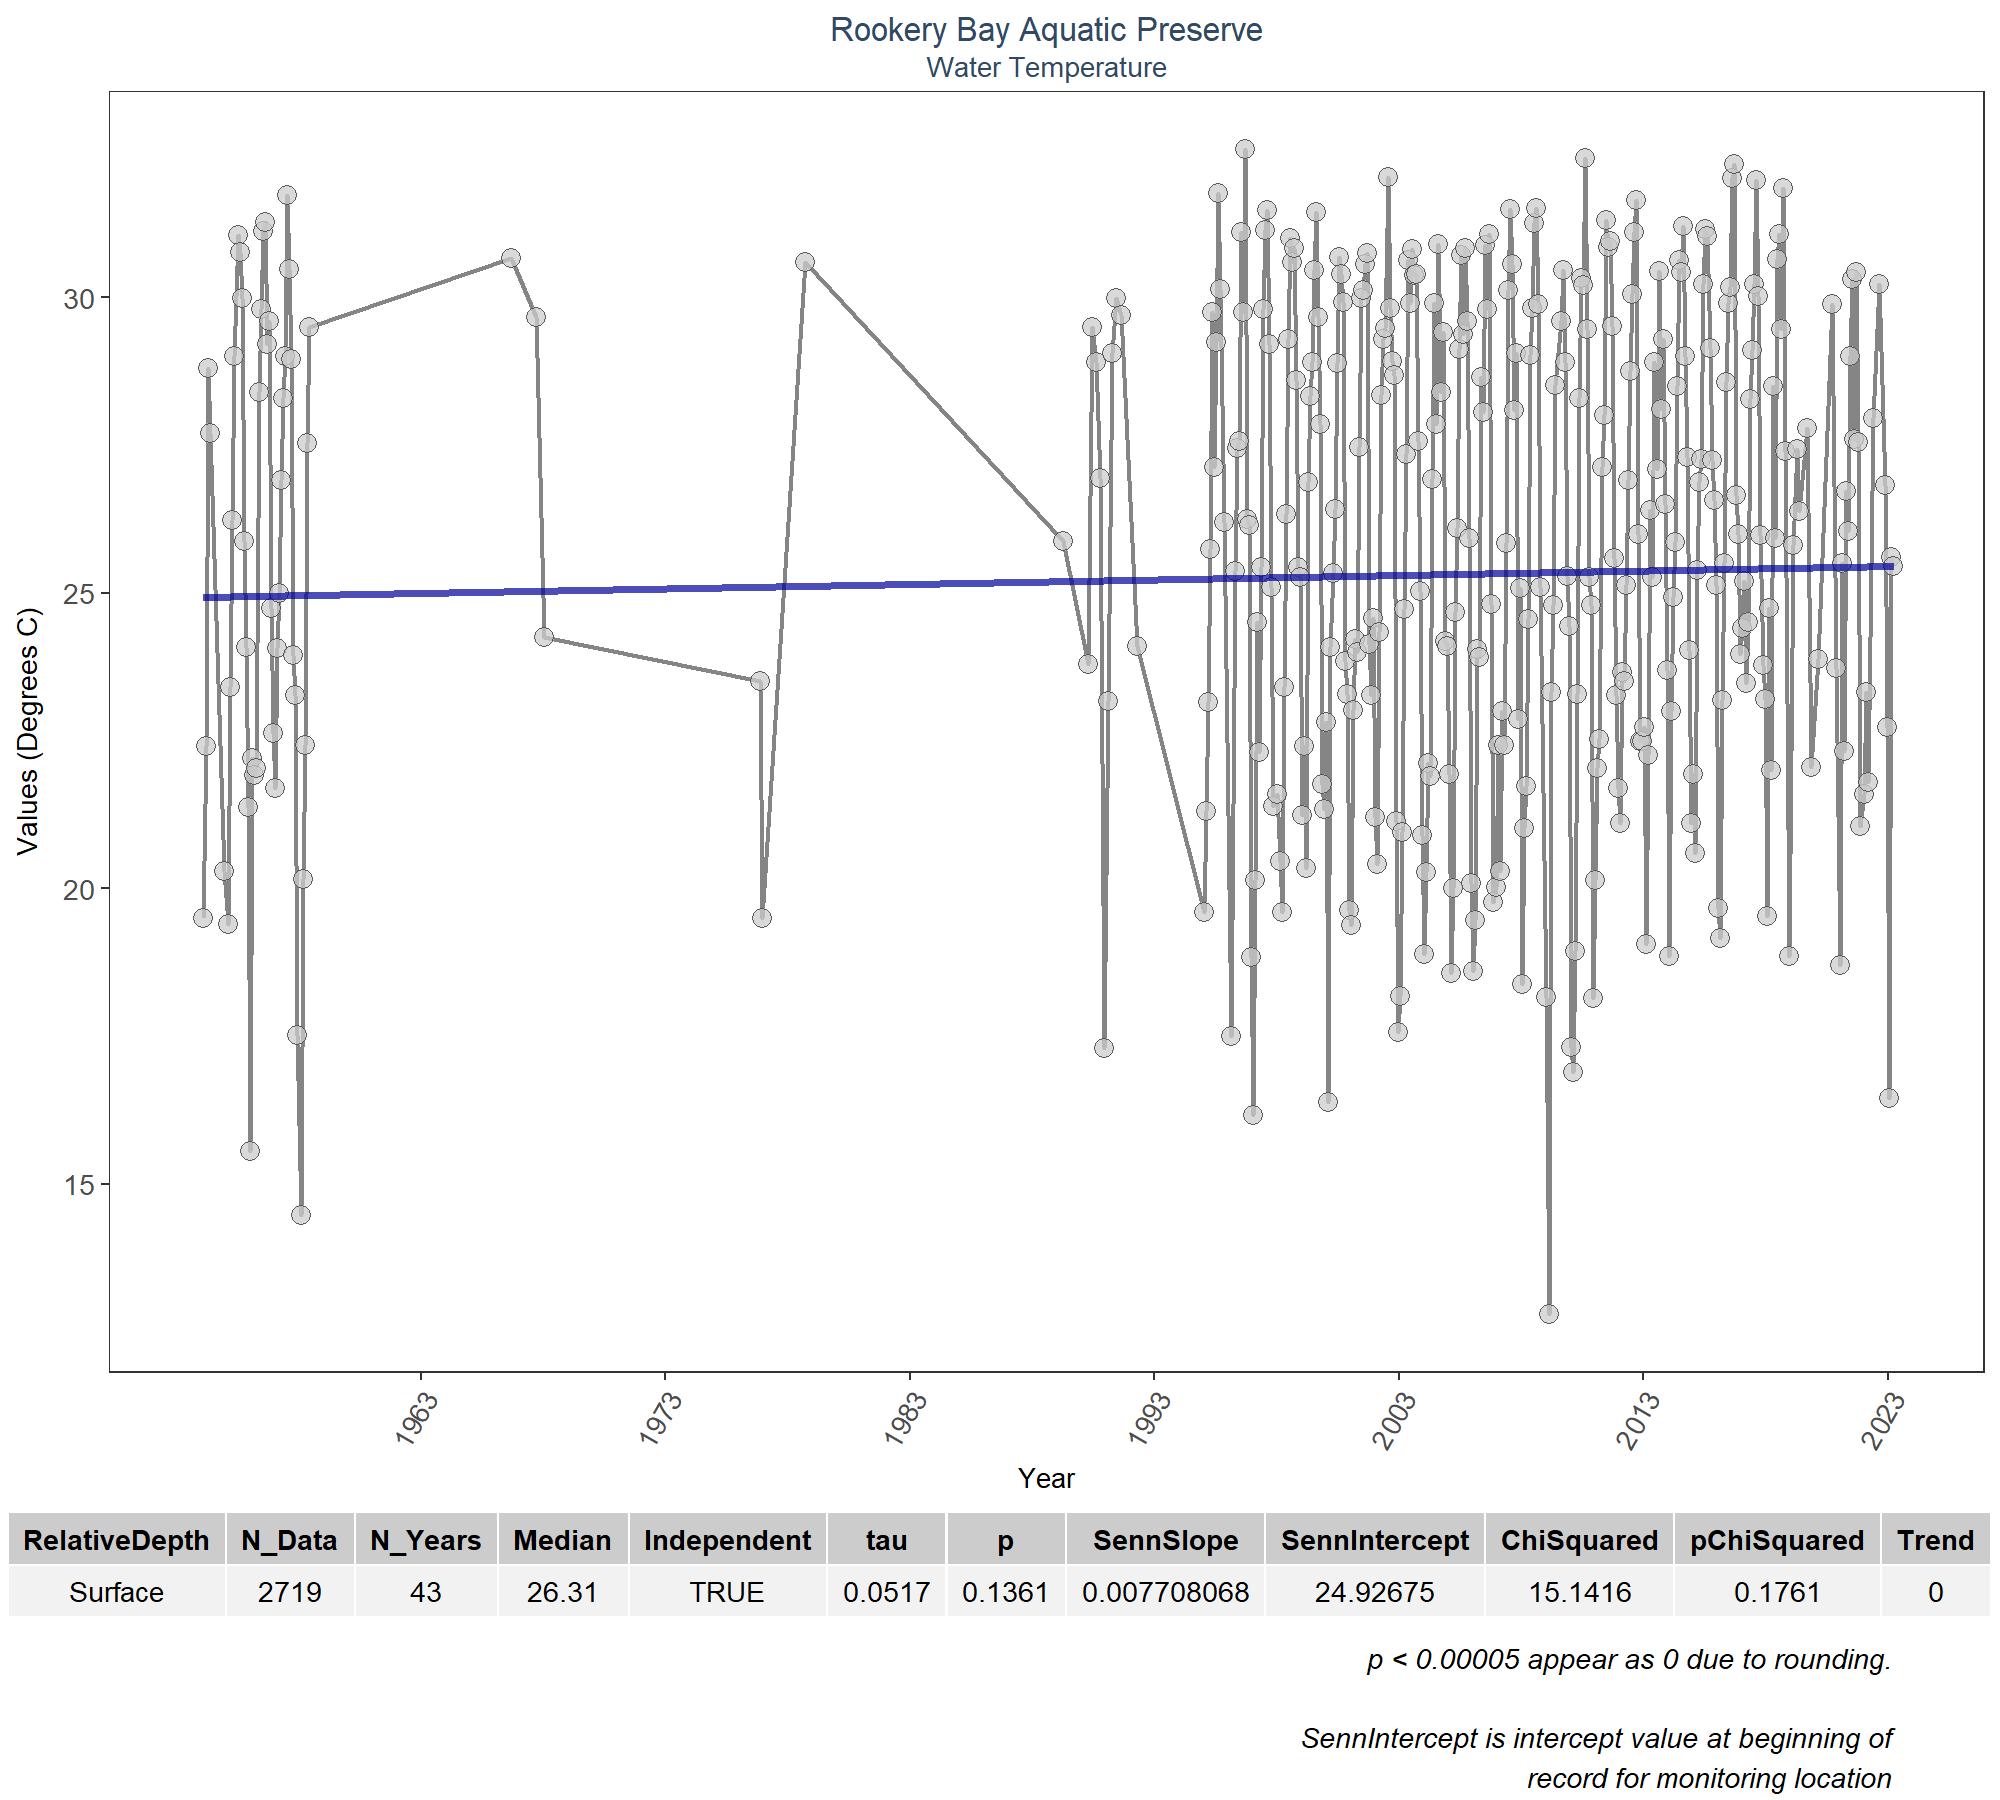 Rookery Bay Aquatic Preserve
Water Temperature
Values (Degrees C)
30
25
20
15
1963
1973
1983
1993
2003
2013
2023
Year
RelativeDepth N_Data N_Years Median Independent tau p SennSlope SennIntercept ChiSquared pChiSquared Trend
Surface 2719 43 26.31 TRUE 0.0517 0.1361 0.007708068 24.92675 15.1416 0.1761 0
p < 0.00005 appear as 0 due to rounding.
SennIntercept is intercept value at beginning of
record for monitoring location